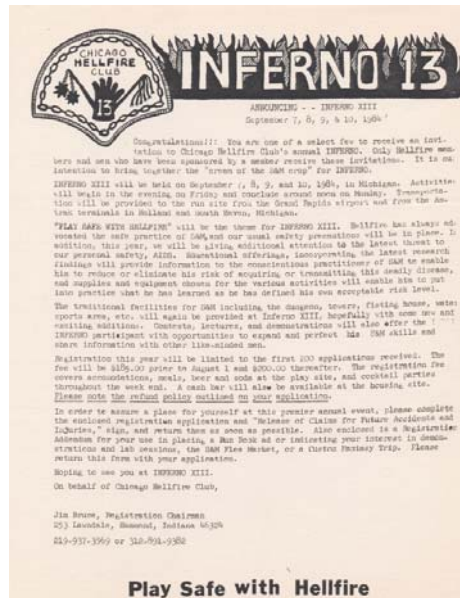 CHICAGO
HELLFIRE
CLUB
13
INFERNO 13
ANNOUNCING - - INFERNO XIII
September 7, 8, 9, & 10, 1984
Congratulations!!! You are one of a select few to receive an invi-
tation to Chicago Hellfire Club's annual INFERNO. Only Hellfire mem-
bers and men who have been sponsored by a member receive these invitations. It is our
intention to bring together the "cream of the S&M crop" for INFERNO.
INFERNO XIII will be held on September 7, 8, 9, and 10, 1984, in Michigan. Activities
will begin in the evening on Friday and conclude around noon on Monday. Transporta-
tion will be provided to the run site from the Grand Rapids airport and from the Am-
trak terminals in Holland and South Haven, Michigan.
"PLAY SAFE WITH HELLFIRE" will be the theme for INFERNO XIII. Hellfire has always ad-
vocated the safe practice of S&M, and our usual safety precautions will be in place. In
addition, this year, we will be giving additional attention to the latest threat to
our personal safety, AIDS. Educational offerings, incorporating the latest research
findings will provide information to the conscientious practitioner of S&M to enable
him to reduce or eliminate his risk of acquiring or transmitting this deadly disease,
and supplies and equipment chosen for the various activities will enable him to put
into practice what he has learned as he has defined his own acceptable risk level.
The traditional facilities for S&M including the dungeon, towers, fisting house, water
sports area, etc. will again be provided at Inferno XIII, hopefully with some new and
exciting additions. Contests, lectures, and demonstrations will also offer the
INFERNO participant with opportunities to expand and perfect his S&M skills and
share information with other like-minded men.
Registration this year will be limited to the first 200 applications received. The
fee will be $185.00 prior to August 1 and $200.00 thereafter. The registration fee
covers accomodations, meals, beer and soda at the play site, and cocktail parties
throughout the week end. A cash bar will also be available at the housing site.
Please note the refund policy outlined on your application.
In order to assure a place for yourself at this premier annual event, please complete
the enclosed registration application and "Release of Claims for Future Accidents and
Injuries," sign, and return them as soon as possible. Also enclosed is a Registration
Addendum for your use in placing a Run Book ad or indicating your interest in demon-
strations and lab sessions, the S&M Flea Market, or a Custom Fantasy Trip. Please
return this form with your application.
Hoping to see you at INFERNO XIII.
On behalf of Chicago Hellfire Club,
Jim Brune, Registration Chairman
253 Lawndale, Hammond, Indiana 46324
219-937-3569 or 312-891-9382
Play Safe with Hellfire